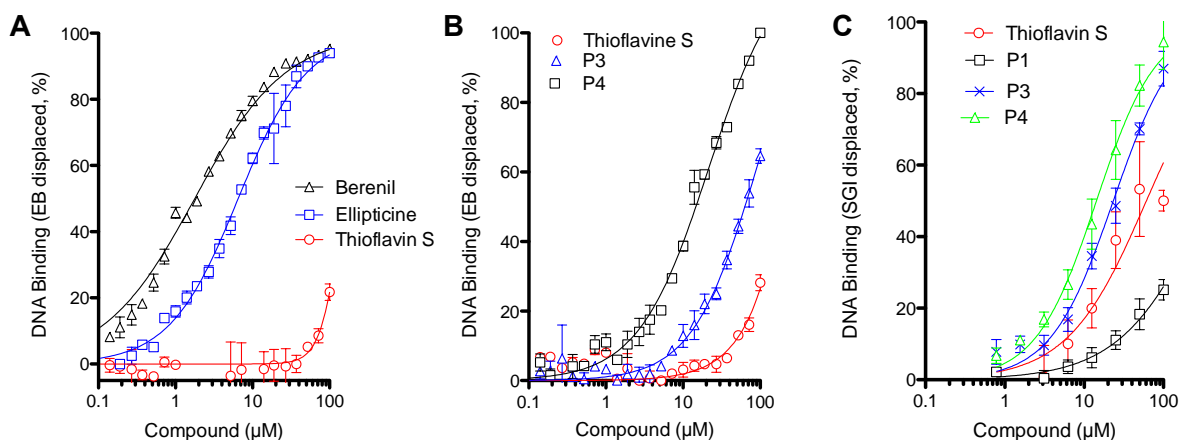 A
DNA Binding (EB displaced, %)
100
80
60
40
20
0
Berenil
Ellipticine
Thioflavin S
0.1
1
10
100
Compound (µM)
B
DNA Binding (EB displaced, %)
100
80
60
40
20
0
Thioflavine S
P3
P4
0.1
1
10
100
Compound (µM)
C
DNA Binding (SGI displaced, %)
100
80
60
40
20
0
Thioflavin S
P1
P3
P4
0.1
1
10
100
Compound (µM)